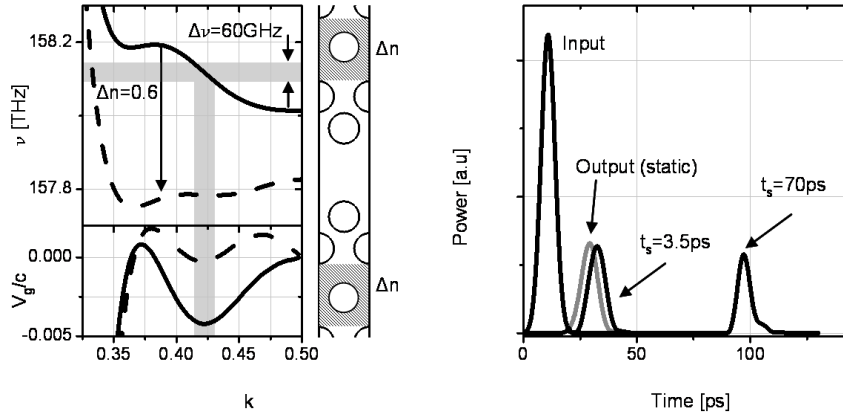 158.2
Δν=60GHz
Δn
Δn=0.6
ν [THz]
157.8
0.000
V_g/c
Δn
-0.005
0.35
0.40
0.45
0.50
k
Input
Output (static)
t_s=70ps
t_s=3.5ps
Power [a.u]
0
50
100
Time [ps]